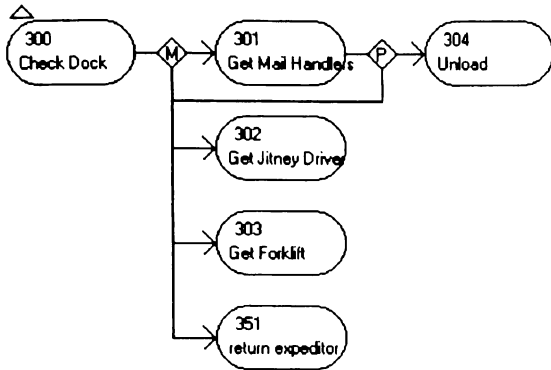 300
Check Dock
M
301
Get Mail Handlers
P
304
Unload
302
Get Jitney Driver
303
Get Forklift
351
return expeditor